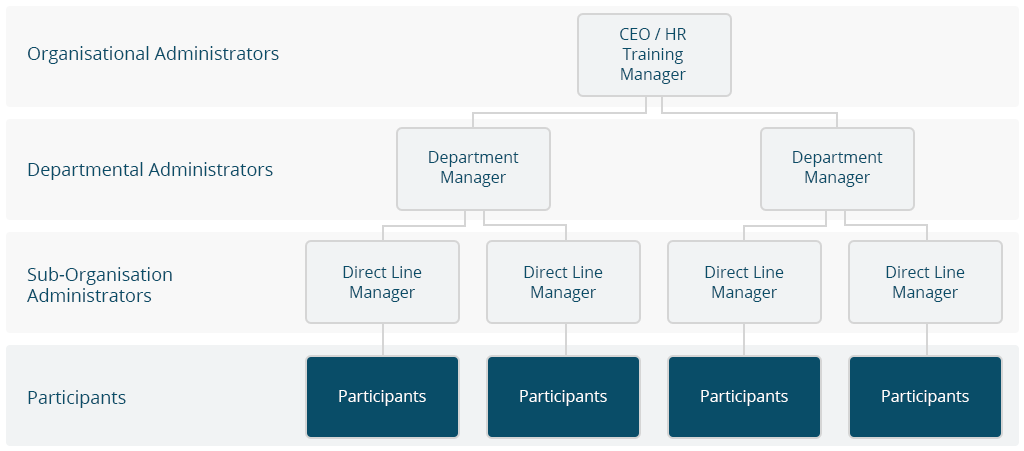 Organisational Administrators
CEO / HR
Training
Manager
Departmental Administrators
Department
Manager
Department
Manager
Sub-Organisation
Administrators
Direct Line
Manager
Direct Line
Manager
Direct Line
Manager
Direct Line
Manager
Participants
Participants
Participants
Participants
Participants